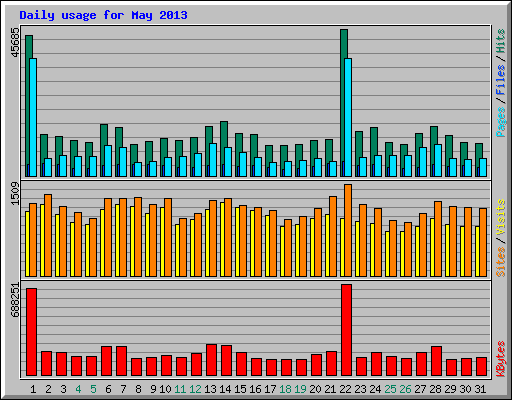 Daily usage for May 2013
45685
Pages / Files / Hits
1509
Sites / Visits
688251
KBytes
1 2 3 4 5 6 7 8 9 10 11 12 13 14 15 16 17 18 19 20 21 22 23 24 25 26 27 28 29 30 31